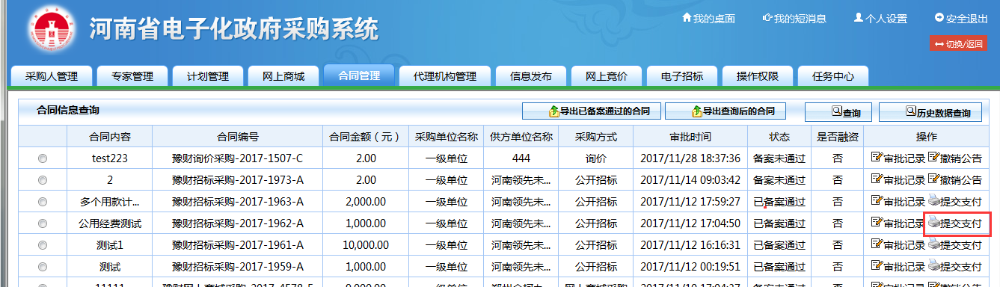 河南省电子化政府采购系统
我的桌面 我的短消息 个人设置 安全退出
切换/返回
采购人管理 专家管理 计划管理 网上商城 合同管理 代理机构管理 信息发布 网上竞价 电子招标 操作权限 任务中心
合同信息查询 导出已备案通过的合同 导出查询后的合同 查询 历史数据查询
合同内容 合同编号 合同金额（元） 采购单位名称 供方单位名称 采购方式 审批时间 状态 是否融资 操作
test223 豫财询价采购-2017-1507-C 2.00 一级单位 444 询价 2017/11/28 18:37:36 备案未通过 否 审批记录 撤销公告
2 豫财招标采购-2017-1973-A 2.00 一级单位 河南领先未... 公开招标 2017/11/14 09:03:42 备案未通过 否 审批记录 撤销公告
多个用款计... 豫财招标采购-2017-1963-A 2,000.00 一级单位 河南领先未... 公开招标 2017/11/12 17:59:27 已备案通过 否 审批记录 提交支付
公用经费测试 豫财招标采购-2017-1962-A 1,000.00 一级单位 河南领先未... 公开招标 2017/11/12 17:04:50 已备案通过 否 审批记录 提交支付
测试1 豫财招标采购-2017-1961-A 10,000.00 一级单位 河南领先未... 公开招标 2017/11/12 16:16:31 已备案通过 否 审批记录 提交支付
测试 豫财招标采购-2017-1959-A 1,000.00 一级单位 河南领先未... 公开招标 2017/11/12 00:19:51 已备案通过 否 审批记录 提交支付